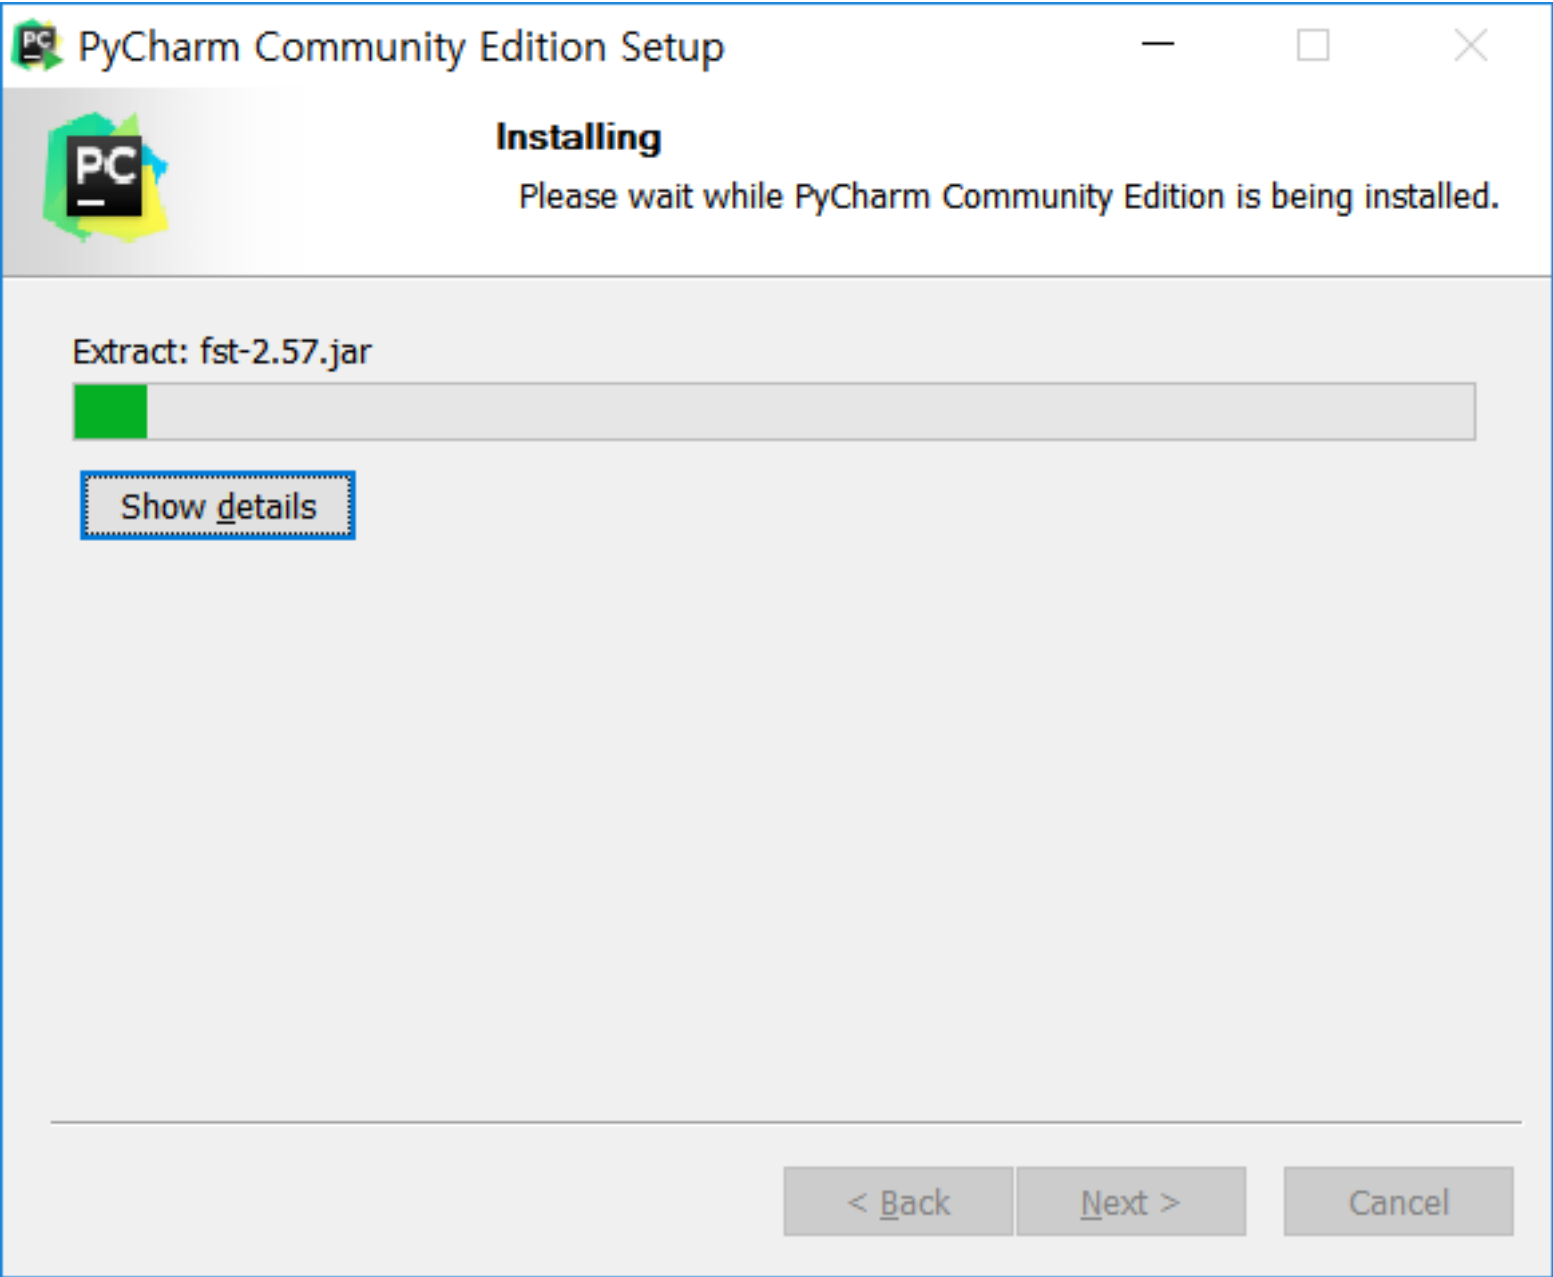 PC PyCharm Community Edition Setup
PC
Installing
Please wait while PyCharm Community Edition is being installed.
Extract: fst-2.57.jar
Show details
< Back
Next >
Cancel